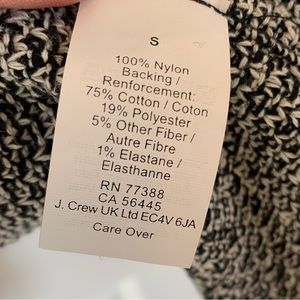 S
100% Nylon
Backing /
Renforcement:
75% Cotton / Coton
19% Polyester
5% Other Fiber /
Autre Fibre
1% Elastane /
Elasthanne
RN 77388
CA 56445
J. Crew UK Ltd EC4V 6JA
Care Over